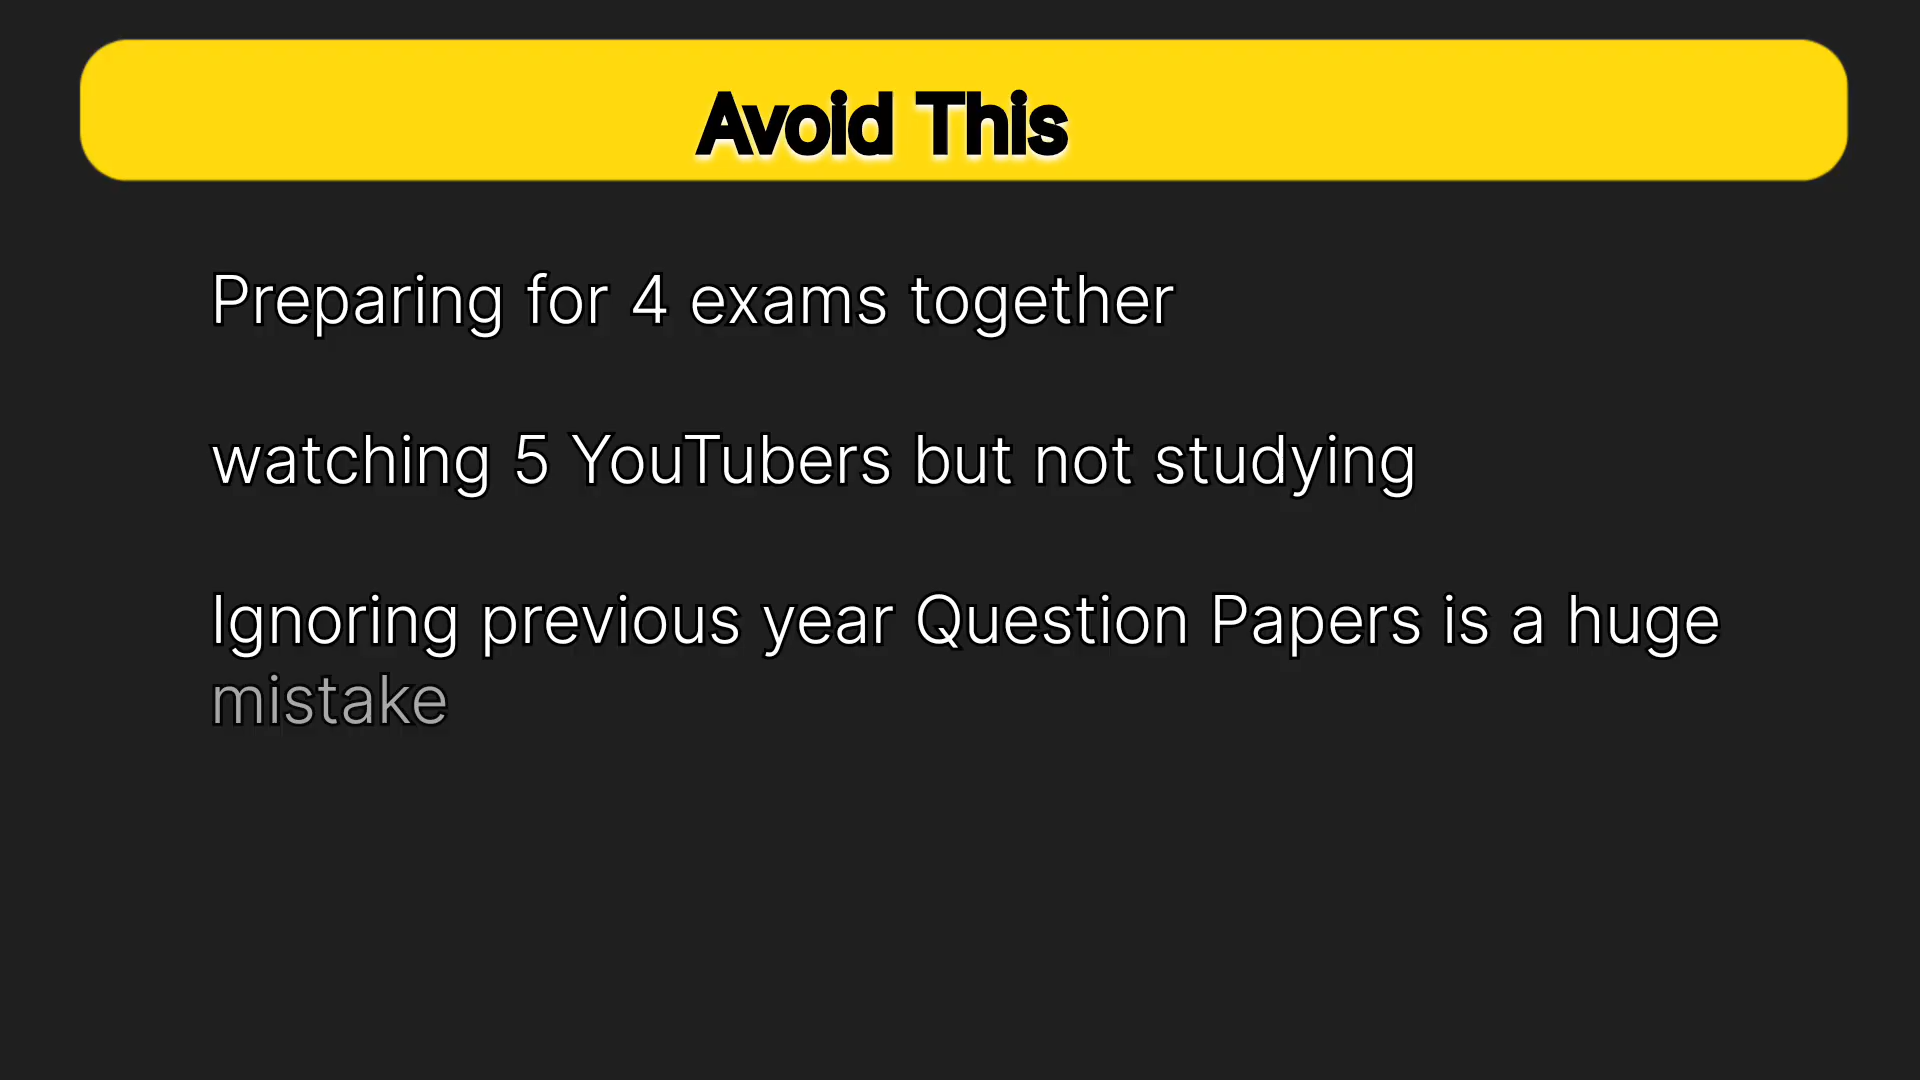 Avoid This
Preparing for 4 exams together
watching 5 YouTubers but not studying
Ignoring previous year Question Papers is a huge
mistake